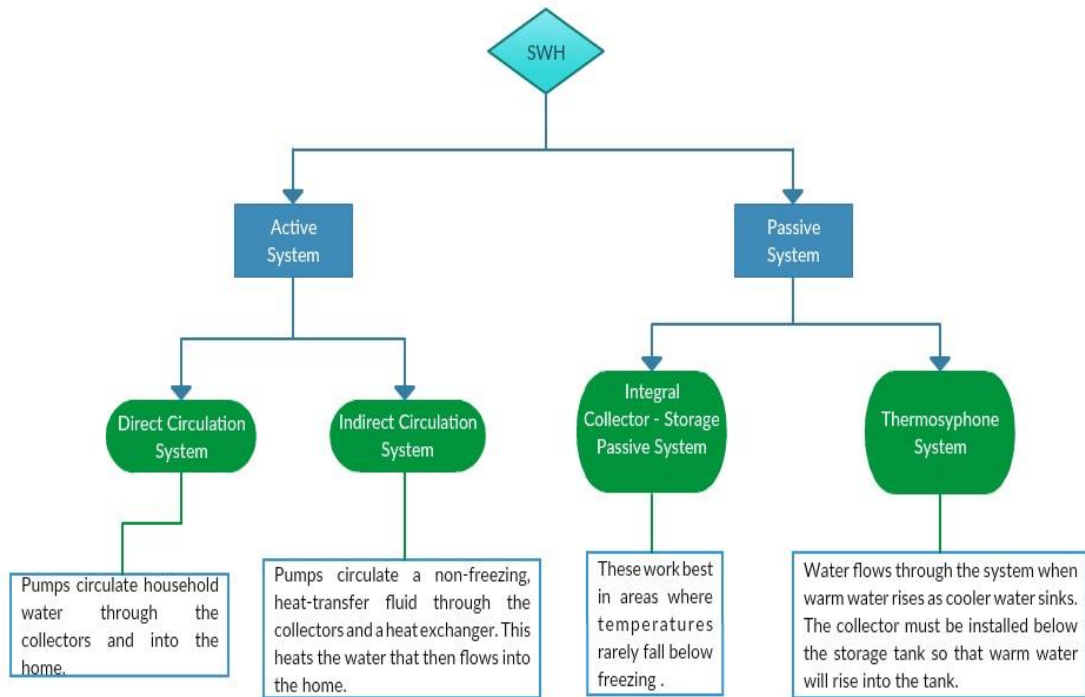 SWH
Active
System
Passive
System
Direct Circulation
System
Indirect Circulation
System
Integral
Collector - Storage
Passive System
Thermosyphone
System
Pumps circulate household
water through the
collectors and into the
home.
Pumps circulate a non-freezing,
heat-transfer fluid through the
collectors and a heat exchanger. This
heats the water that then flows into
the home.
These work best
in areas where
temperatures
rarely fall below
freezing .
Water flows through the system when
warm water rises as cooler water sinks.
The collector must be installed below
the storage tank so that warm water
will rise into the tank.